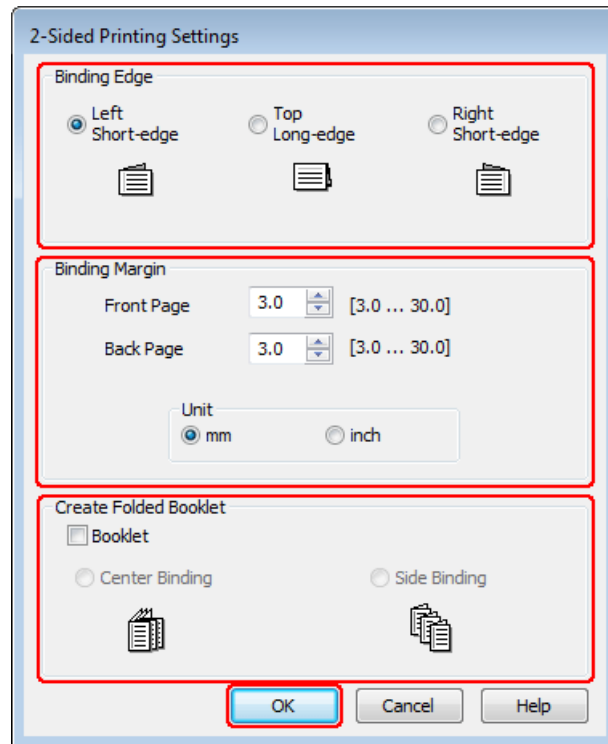 2-Sided Printing Settings
Binding Edge
Left
Short-edge
Top
Long-edge
Right
Short-edge
Binding Margin
Front Page 3.0 [3.0 ... 30.0]
Back Page 3.0 [3.0 ... 30.0]
Unit
mm inch
Create Folded Booklet
Booklet
Center Binding Side Binding
OK Cancel Help